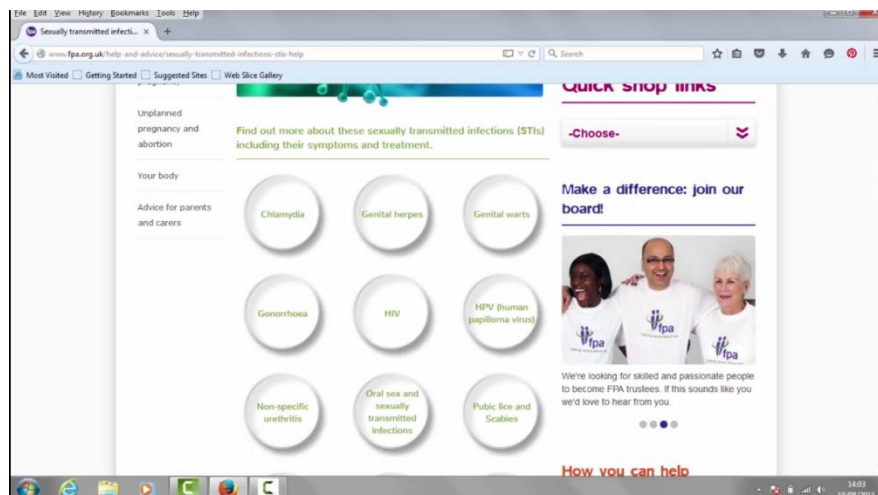 File Edit View History Bookmarks Tools Help
Sexually transmitted infecti... × +
www.fpa.org.uk/help-and-advice/sexually-transmitted-infections-stis-help
Search
Most Visited Getting Started Suggested Sites Web Slice Gallery
Quick shop links
-Choose-
Unplanned
pregnancy and
abortion
Your body
Advice for parents
and carers
Find out more about these sexually transmitted infections (STIs)
including their symptoms and treatment.
Chlamydia
Genital herpes
Genital warts
Gonorrhoea
HIV
HPV (human
papilloma virus)
Non-specific
urethritis
Oral sex and
sexually
transmitted
infections
Pubic lice and
Scabies
Make a difference: join our
board!
fpa
fpa
fpa
We're looking for skilled and passionate people
to become FPA trustees. If this sounds like you
we'd love to hear from you.
How you can help
14:03